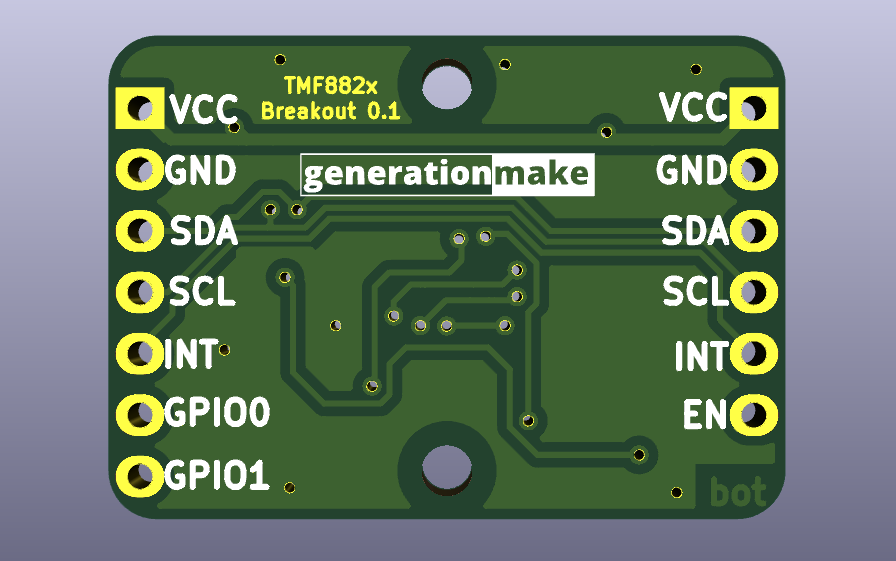 TMF882x
Breakout 0.1
generationmake
VCC
GND
SDA
SCL
INT
GPIO0
GPIO1
VCC
GND
SDA
SCL
INT
EN
bot